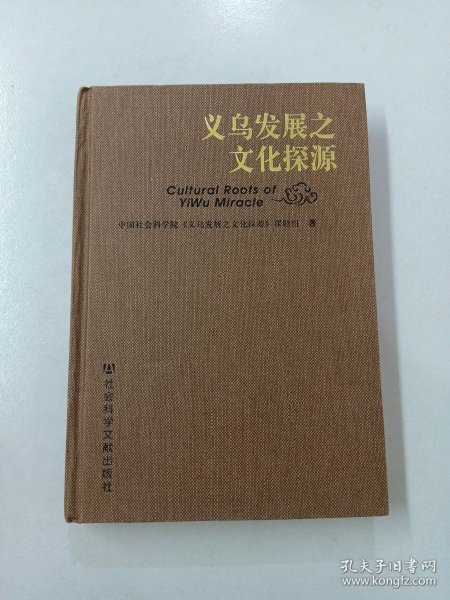 义乌发展之
文化探源
Cultural Roots of
YiWu Miracle
中国社会科学院《义乌发展之文化探源》课题组 著
社会科学文献出版社
孔夫子旧书网
www.kongfz.com